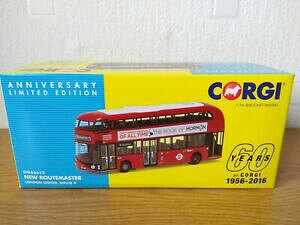 ANNIVERSARY
LIMITED EDITION
CORGI
1:76 DIE-CAST MODEL
OF ALL TIME
THE BOOK OF MORMON
OM46612
NEW ROUTEMASTER
LONDON UNITED, ROUTE 9
60
YEARS
OF CORGI
1956-2016